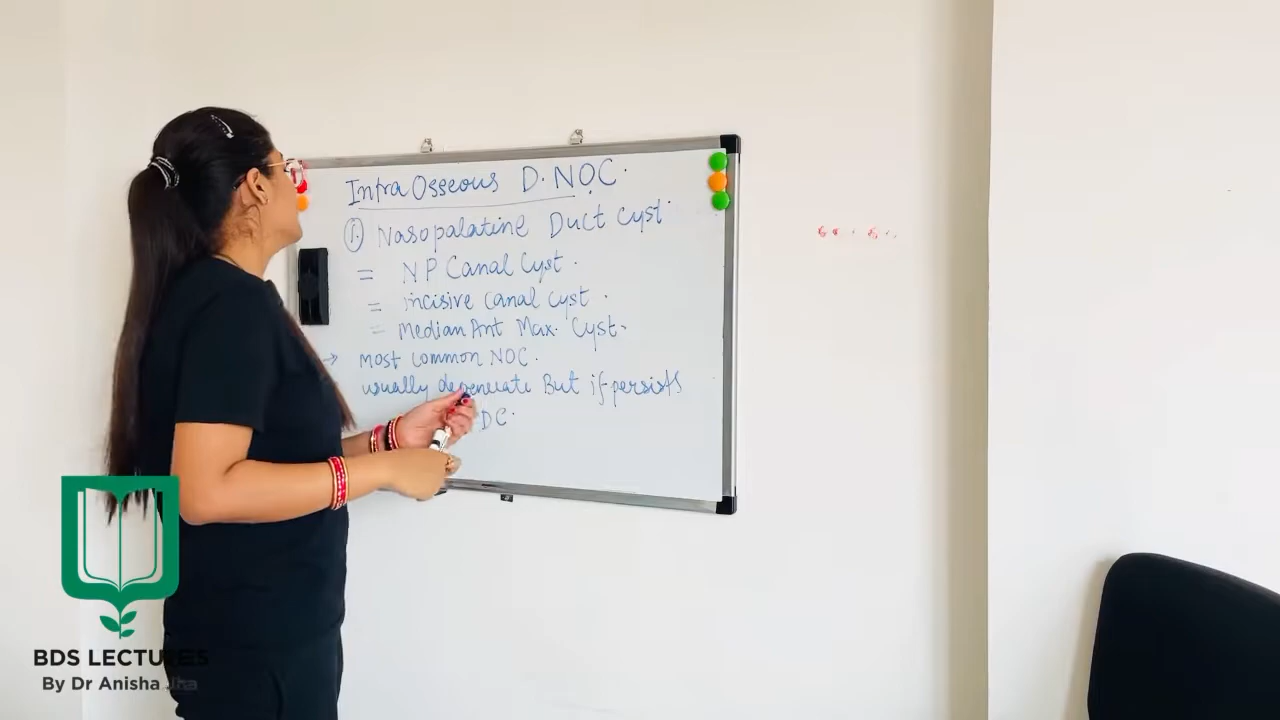 Intra Osseous D.NOC.
1. Nasopalatine Duct Cyst.
= NP Canal Cyst.
= incisive canal cyst.
= Median Ant Max. Cyst.
→ most common NOC.
usually degenerate But if persists
DC.
BDS LECTURES
By Dr Anisha Jha